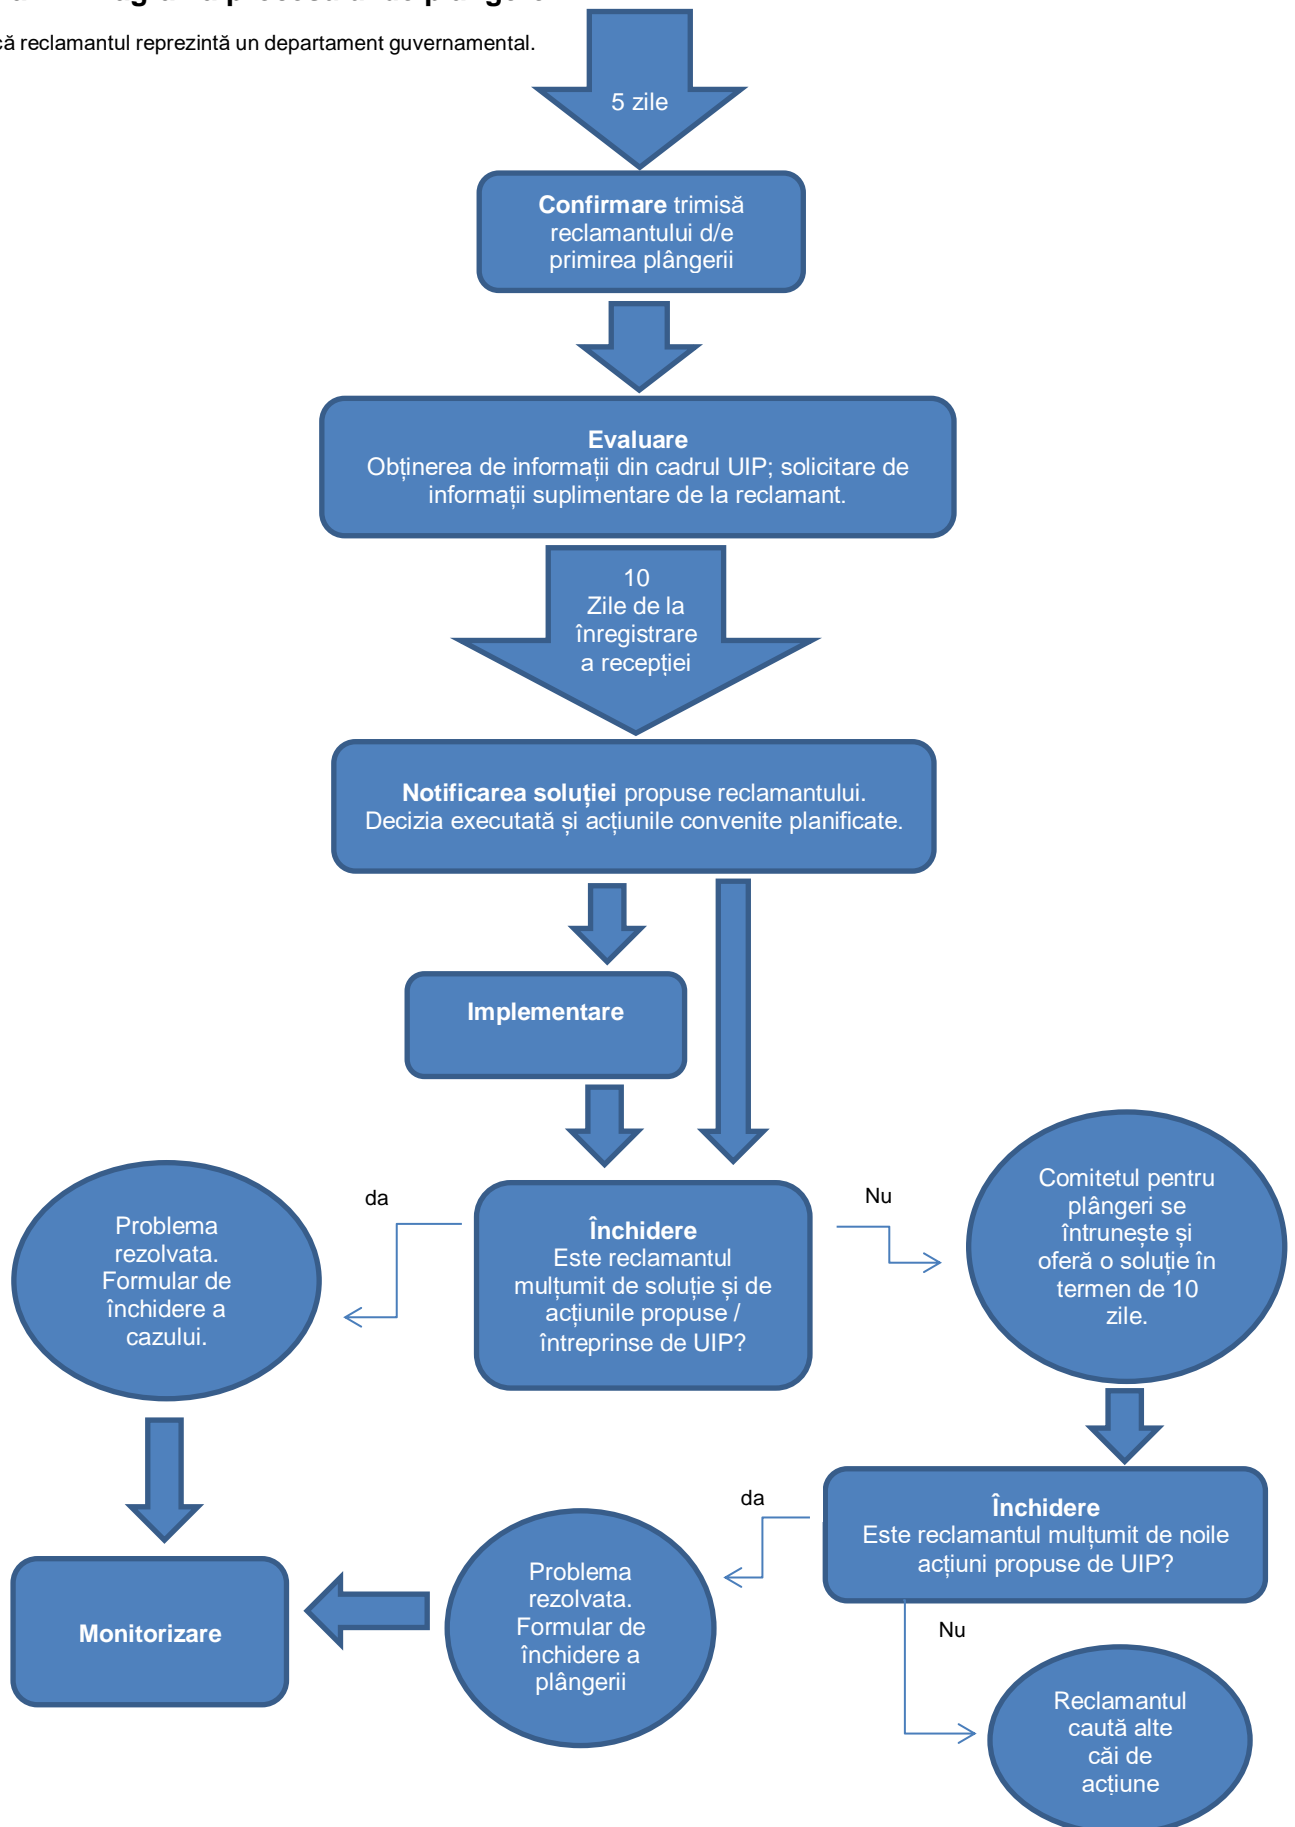 că reclamantul reprezintă un departament guvernamental.
5 zile
Confirmare trimisă
reclamantului d/e
primirea plângerii
Evaluare
Obținerea de informații din cadrul UIP; solicitare de
informații suplimentare de la reclamant.
10
Zile de la
înregistrare
a recepției
Notificarea soluției propuse reclamantului.
Decizia executată și acțiunile convenite planificate.
Implementare
da
Nu
Închidere
Este reclamantul
mulțumit de soluție și de
acțiunile propuse /
întreprinse de UIP?
Problema
rezolvata.
Formular de
închidere a
cazului.
Comitetul pentru
plângeri se
întrunește și
oferă o soluție în
termen de 10
zile.
Închidere
Este reclamantul mulțumit de noile
acțiuni propuse de UIP?
da
Nu
Problema
rezolvata.
Formular de
închidere a
plângerii
Monitorizare
Reclamantul
caută alte
căi de
acțiune